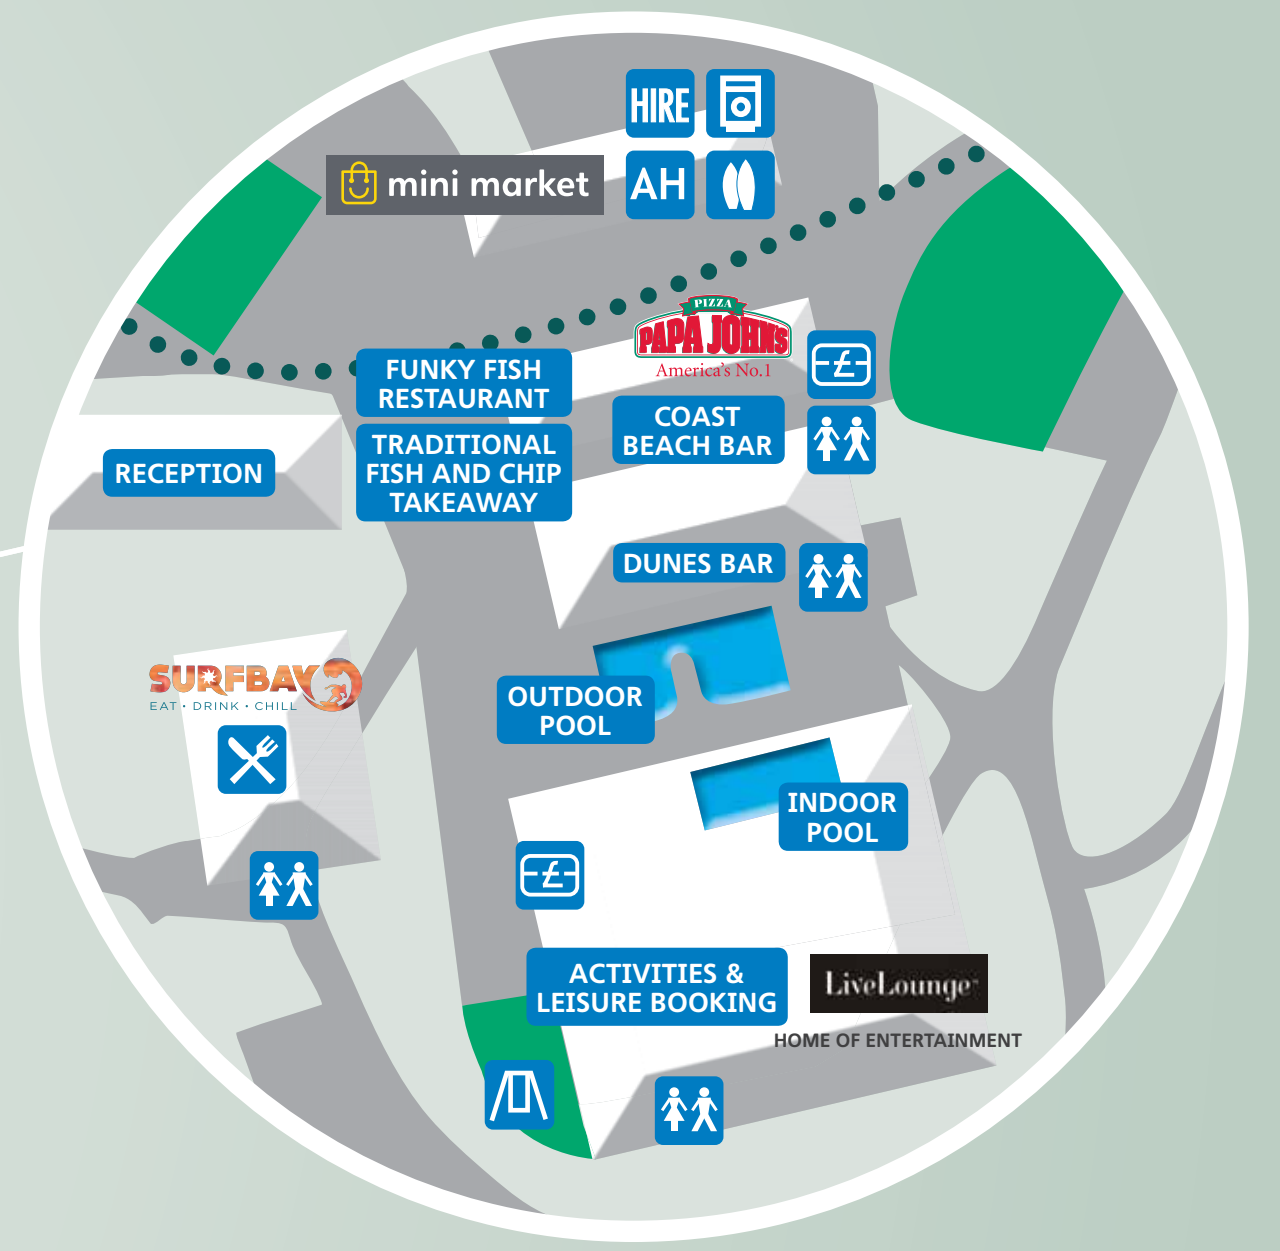 HIRE
mini market
AH
PIZZA
PAPA JOHN'S
America's No.1
£
FUNKY FISH
RESTAURANT
COAST
BEACH BAR
TRADITIONAL
FISH AND CHIP
TAKEAWAY
RECEPTION
DUNES BAR
SURFBAY
EAT • DRINK • CHILL
OUTDOOR
POOL
INDOOR
POOL
£
ACTIVITIES &
LEISURE BOOKING
LiveLounge
HOME OF ENTERTAINMENT